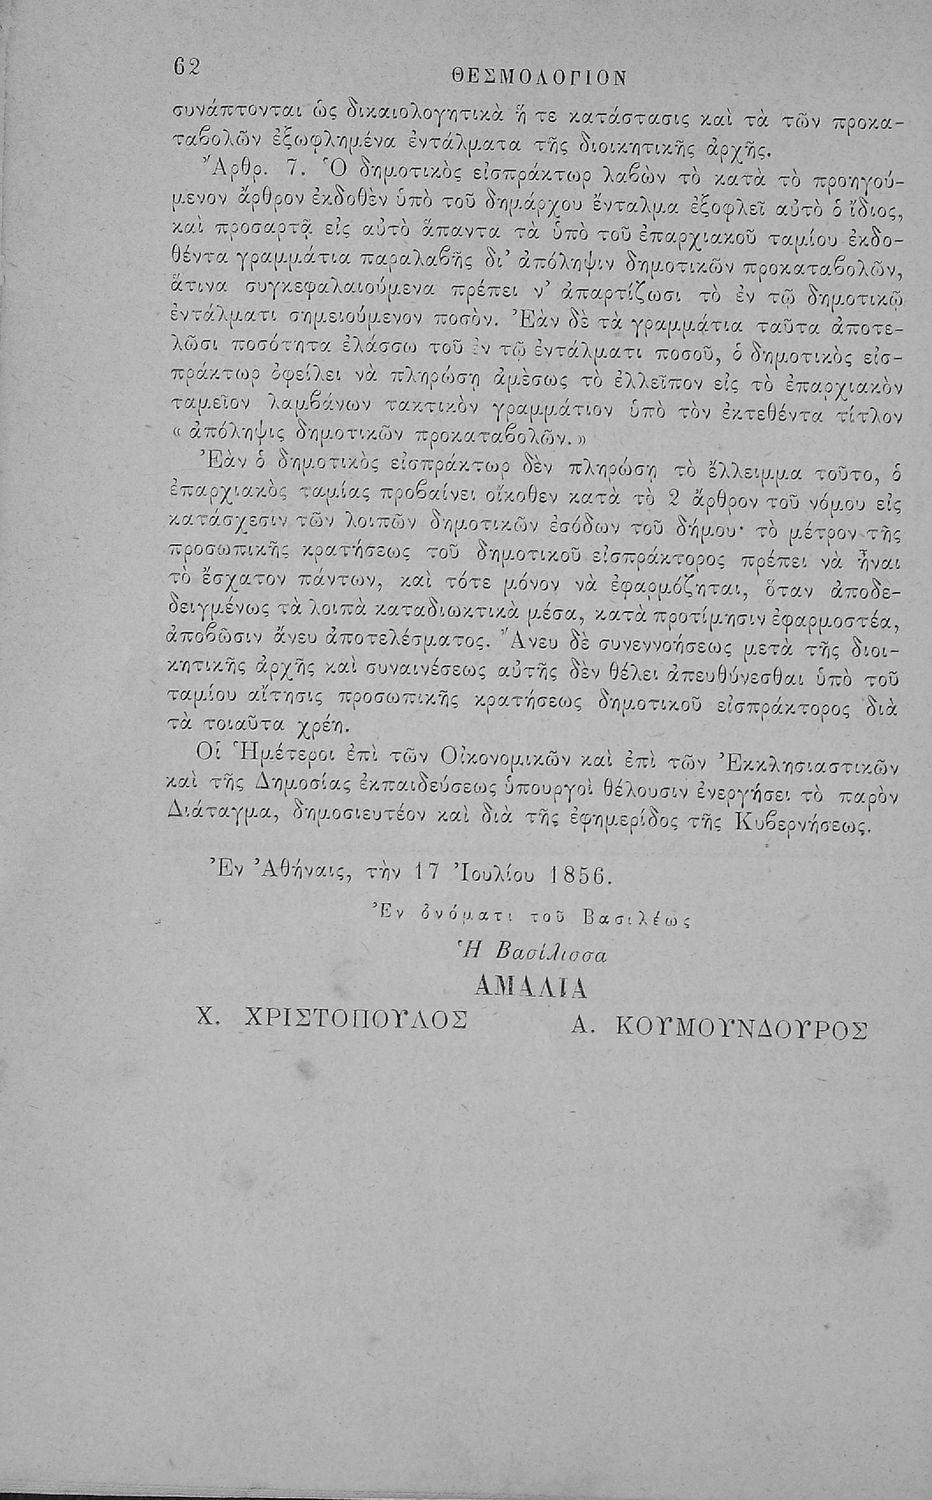 62
ΘΕΣΜΟΛΟΓΙΟΝ
συνάπτονται ὡς δικαιολογητικὰ ἥ τε κατάστασις καὶ τὰ τῶν προκα-
ταβολῶν ἐξωφλημένα ἐντάλματα τῆς διοικητικῆς ἀρχῆς.
Ἄρθρ. 7. Ὁ δημοτικὸς εἰσπράκτωρ λαβὼν τὸ κατὰ τὸ προηγού-
μενον ἄρθρον ἐκδοθὲν ὑπὸ τοῦ δημάρχου ἔνταλμα ἐξοφλεῖ αὐτὸ ὁ ἴδιος,
καὶ προσαρτᾷ εἰς αὐτὸ ἅπαντα τὰ ὑπὸ τοῦ ἐπαρχιακοῦ ταμίου ἐκδο-
θέντα γραμμάτια παραλαβῆς δι' ἀπόληψιν δημοτικῶν προκαταβολῶν,
ἅτινα συγκεφαλαιούμενα πρέπει ν' ἀπαρτίζωσι τὸ ἐν τῷ δημοτικῷ
ἐντάλματι σημειούμενον ποσόν. Ἐὰν δὲ τὰ γραμμάτια ταῦτα ἀποτε-
λῶσι ποσότητα ἐλάσσω τοῦ ἐν τῷ ἐντάλματι ποσοῦ, ὁ δημοτικὸς εἰσ-
πράκτωρ ὀφείλει νὰ πληρώσῃ ἀμέσως τὸ ἐλλεῖπον εἰς τὸ ἐπαρχιακὸν
ταμεῖον λαμβάνων τακτικὸν γραμμάτιον ὑπὸ τὸν ἐκτεθέντα τίτλον
« ἀπόληψις δημοτικῶν προκαταβολῶν. »
Ἐὰν ὁ δημοτικὸς εἰσπράκτωρ δὲν πληρώσῃ τὸ ἔλλειμμα τοῦτο, ὁ
ἐπαρχιακὸς ταμίας προβαίνει οἴκοθεν κατὰ τὸ 2 ἄρθρον τοῦ νόμου εἰς
κατάσχεσιν τῶν λοιπῶν δημοτικῶν ἐσόδων τοῦ δήμου· τὸ μέτρον τῆς
προσωπικῆς κρατήσεως τοῦ δημοτικοῦ εἰσπράκτορος πρέπει νὰ ἦναι
τὸ ἔσχατον πάντων, καὶ τότε μόνον νὰ ἐφαρμόζηται, ὅταν ἀποδε-
δειγμένως τὰ λοιπὰ καταδιωκτικὰ μέσα, κατὰ προτίμησιν ἐφαρμοστέα,
ἀποβῶσιν ἄνευ ἀποτελέσματος. Ἄνευ δὲ συνεννοήσεως μετὰ τῆς διοι-
κητικῆς ἀρχῆς καὶ συναινέσεως αὐτῆς δὲν θέλει ἀπευθύνεσθαι ὑπὸ τοῦ
ταμίου αἴτησις προσωπικῆς κρατήσεως δημοτικοῦ εἰσπράκτορος διὰ
τὰ τοιαῦτα χρέη.
Οἱ Ἡμέτεροι ἐπὶ τῶν Οἰκονομικῶν καὶ ἐπὶ τῶν Ἐκκλησιαστικῶν
καὶ τῆς Δημοσίας ἐκπαιδεύσεως ὑπουργοὶ θέλουσιν ἐνεργήσει τὸ παρὸν
Διάταγμα, δημοσιευτέον καὶ διὰ τῆς ἐφημερίδος τῆς Κυβερνήσεως.
Ἐν Ἀθήναις, τὴν 17 Ἰουλίου 1856.
Ἐν ὀνόματι τοῦ Βασιλέως
Ἡ Βασίλισσα
ΑΜΑΛΙΑ
Χ. ΧΡΙΣΤΟΠΟΥΛΟΣ
Α. ΚΟΥΜΟΥΝΔΟΥΡΟΣ